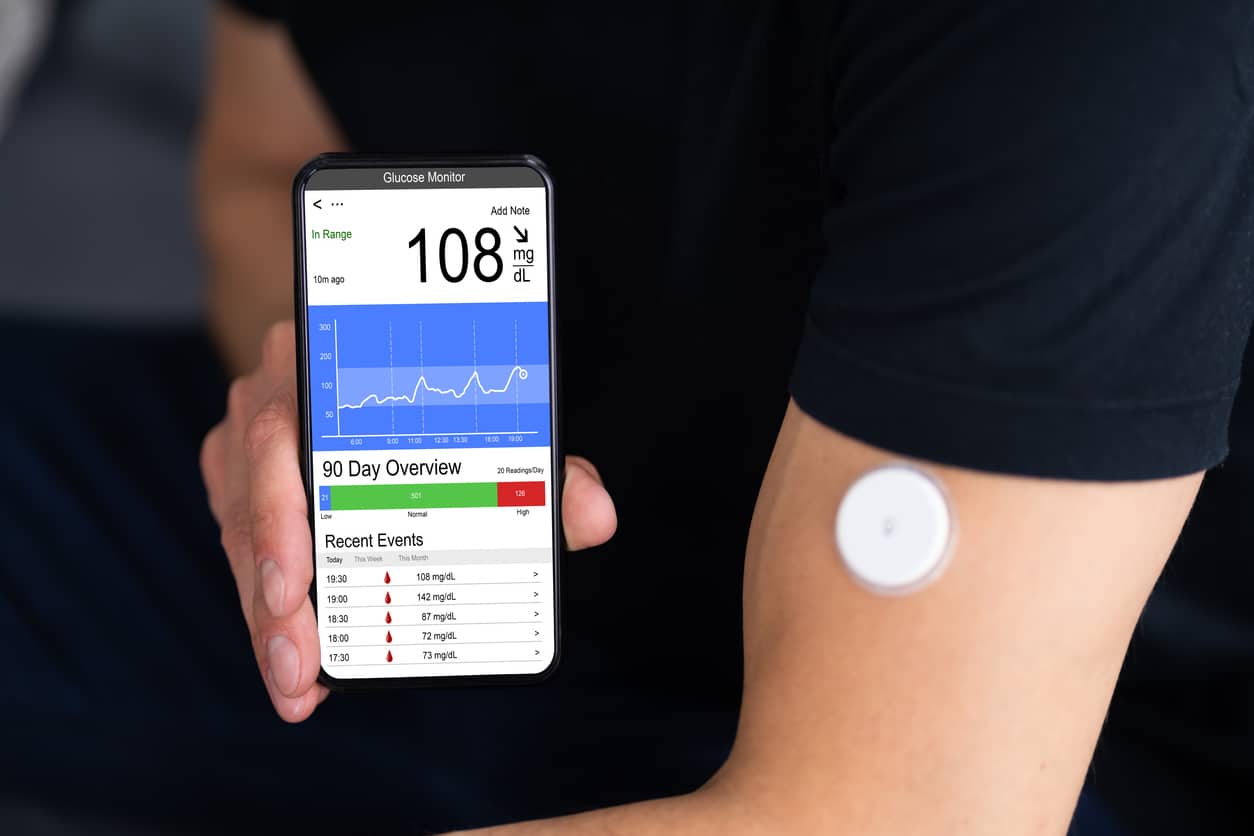 Glucose Monitor
< ...
Add Note
In Range
108 mg/dL
10m ago
300
200
100
50
6:00 9:00 11:00 12:30 13:30 18:00 19:00
90 Day Overview 20 Readings/Day
21 501 126
Low Normal High
Recent Events
Today This Week This Month
19:30 108 mg/dL >
19:00 142 mg/dL >
18:30 87 mg/dL >
18:00 72 mg/dL >
17:30 73 mg/dL >